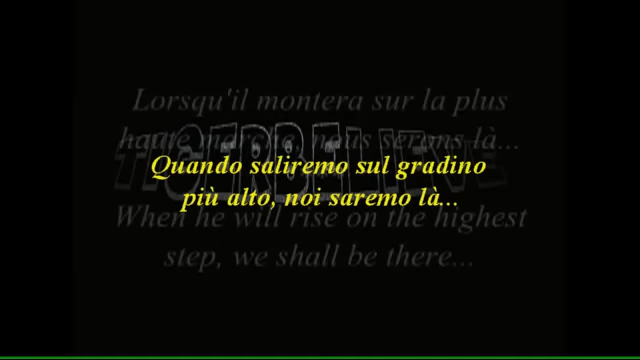 Lorsqu'il montera sur la plus
haute marche, nous serons là...
TIGERBELIEVE
Quando saliremo sul gradino
più alto, noi saremo là...
When he will rise on the highest
step, we shall be there...